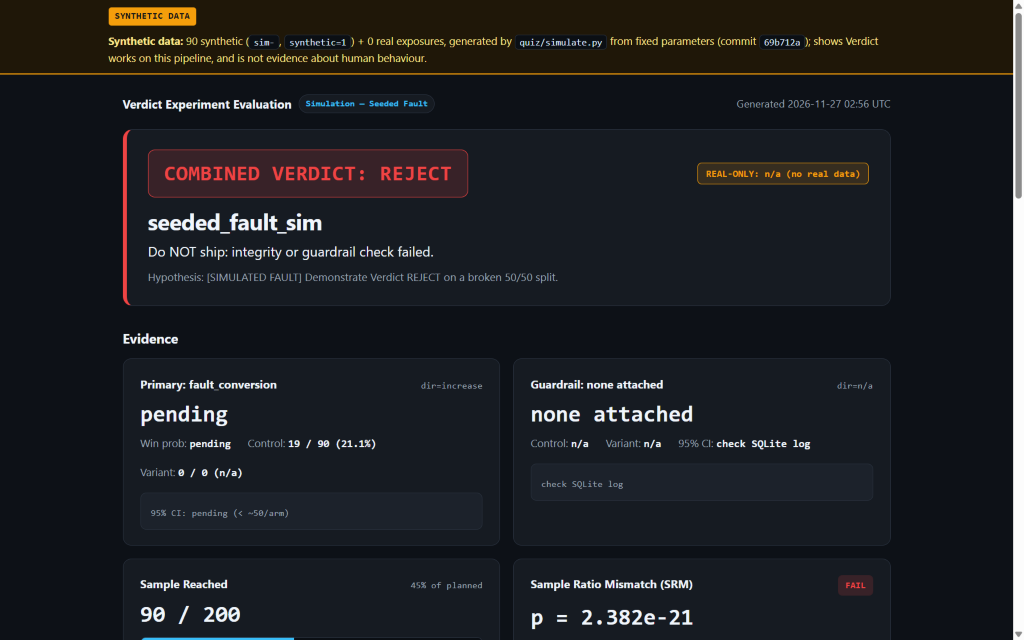 SYNTHETIC DATA
Synthetic data: 90 synthetic ( sim- , synthetic=1 ) + 0 real exposures, generated by quiz/simulate.py from fixed parameters (commit 69b712a ); shows Verdict
works on this pipeline, and is not evidence about human behaviour.
Verdict Experiment Evaluation Simulation — Seeded Fault Generated 2026-11-27 02:56 UTC
COMBINED VERDICT: REJECT
REAL-ONLY: n/a (no real data)
seeded_fault_sim
Do NOT ship: integrity or guardrail check failed.
Hypothesis: [SIMULATED FAULT] Demonstrate Verdict REJECT on a broken 50/50 split.
Evidence
Primary: fault_conversion dir=increase
pending
Win prob: pending Control: 19 / 90 (21.1%)
Variant: 0 / 0 (n/a)
95% CI: pending (< ~50/arm)
Guardrail: none attached dir=n/a
none attached
Control: n/a Variant: n/a 95% CI: check SQLite log
check SQLite log
Sample Reached 45% of planned
90 / 200
Sample Ratio Mismatch (SRM) FAIL
p = 2.382e-21